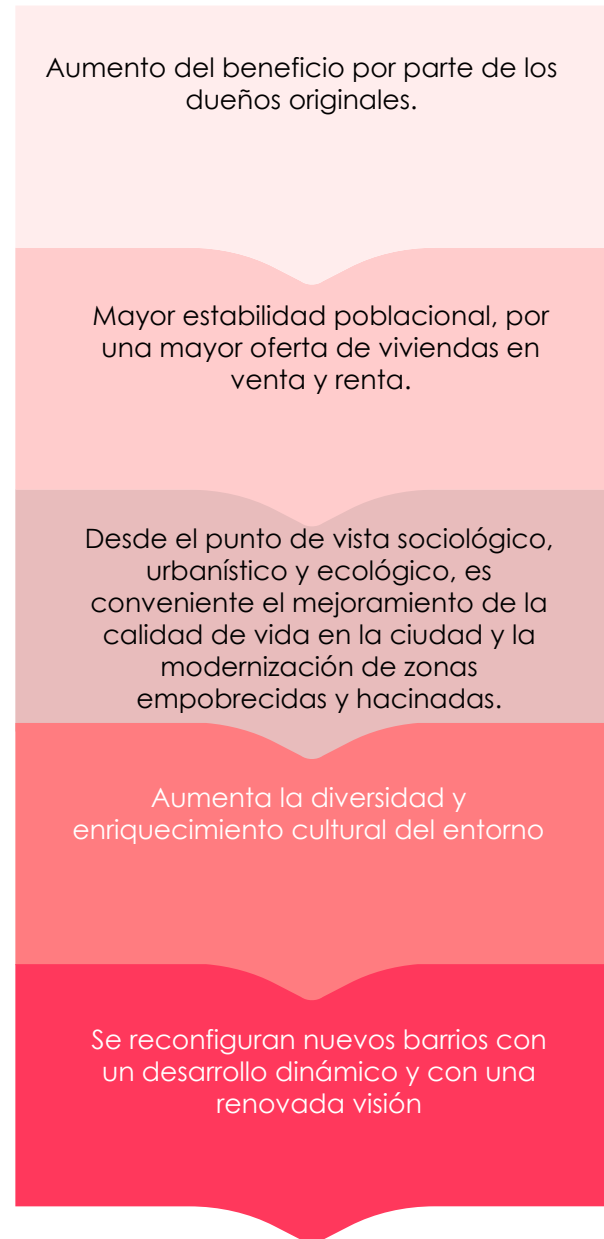 Aumento del beneficio por parte de los
dueños originales.
Mayor estabilidad poblacional, por
una mayor oferta de viviendas en
venta y renta.
Desde el punto de vista sociológico,
urbanístico y ecológico, es
conveniente el mejoramiento de la
calidad de vida en la ciudad y la
modernización de zonas
empobrecidas y hacinadas.
Aumenta la diversidad y
enriquecimiento cultural del entorno
Se reconfiguran nuevos barrios con
un desarrollo dinámico y con una
renovada visión